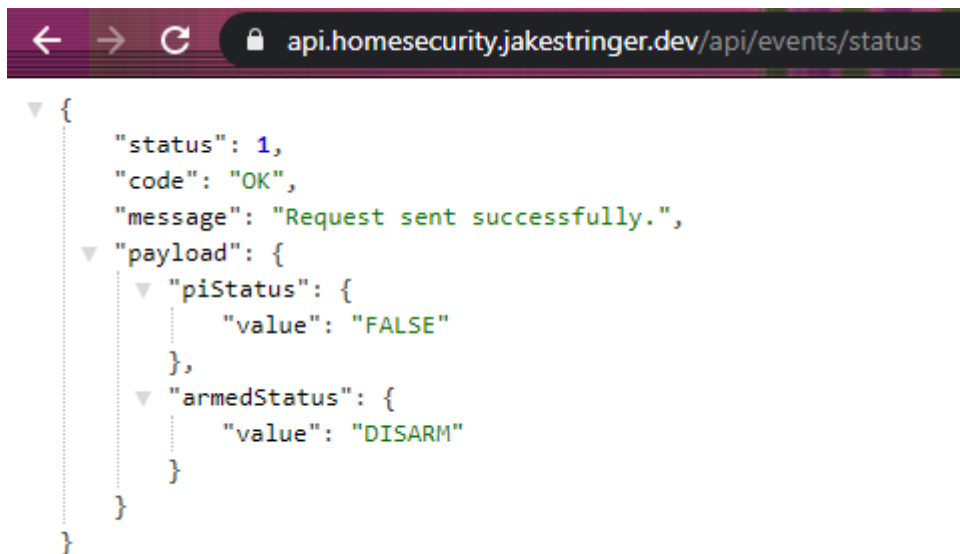 api.homesecurity.jakestringer.dev/api/events/status
{
"status": 1,
"code": "OK",
"message": "Request sent successfully.",
"payload": {
"piStatus": {
"value": "FALSE"
},
"armedStatus": {
"value": "DISARM"
}
}
}